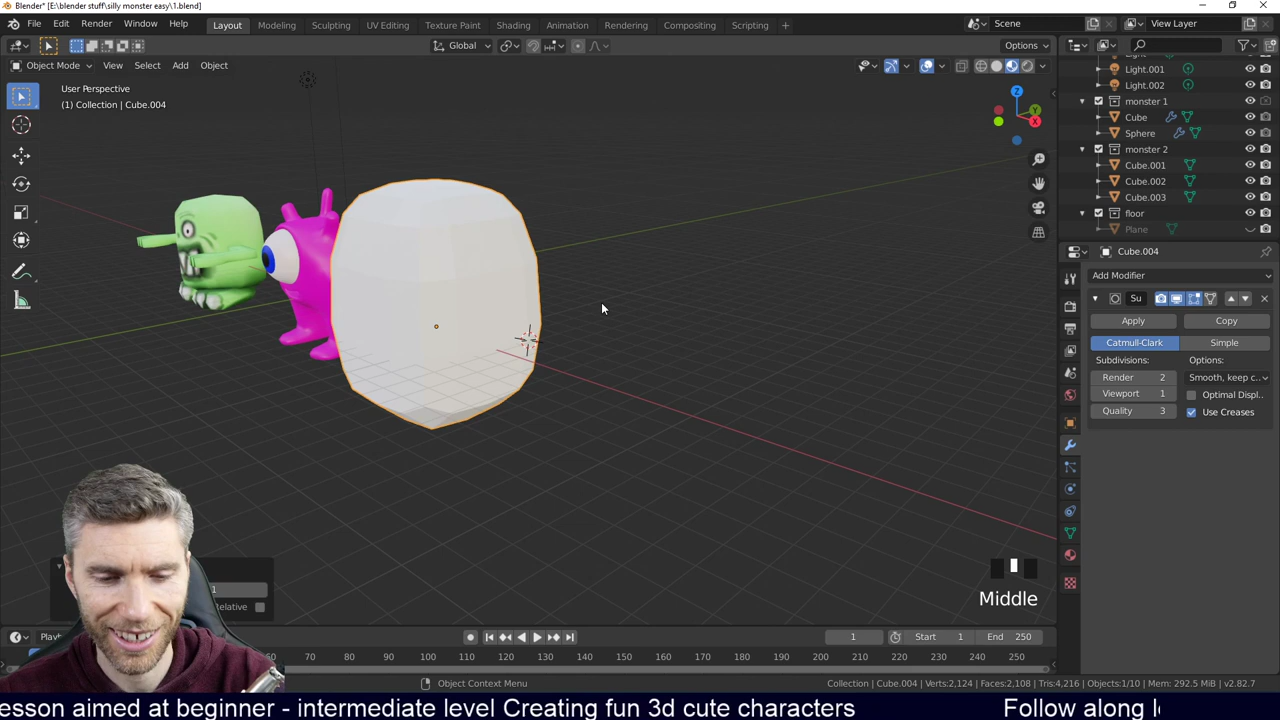 Blender* [E:\blender stuff\silly monster easy\1.blend]
File Edit Render Window Help Layout Modeling Sculpting UV Editing Texture Paint Shading Animation Rendering Compositing Scripting + Scene View Layer
Global Options
Object Mode View Select Add Object
User Perspective
(1) Collection | Cube.004
Z
Y
X
Light
Light.001
Light.002
monster 1
Cube
Sphere
monster 2
Cube.001
Cube.002
Cube.003
floor
Plane
Cube.004
Add Modifier
Su
Apply Copy
Catmull-Clark Simple
Subdivisions: Options:
Render 2 Smooth, keep c..
Viewport 1 Optimal Displ..
Quality 3 Use Creases
1
Relative
Middle
Playb 1 Start 1 End 250
60 70 80 90 100 110 120 130 140 150 160 170 180 190 200 210 220 230 240 250
Object Context Menu Collection | Cube.004 | Verts:2,124 | Faces:2,108 | Tris:4,216 | Objects:1/10 | Mem: 292.5 MiB | v2.82.7
esson aimed at beginner - intermediate level Creating fun 3d cute characters Follow along l